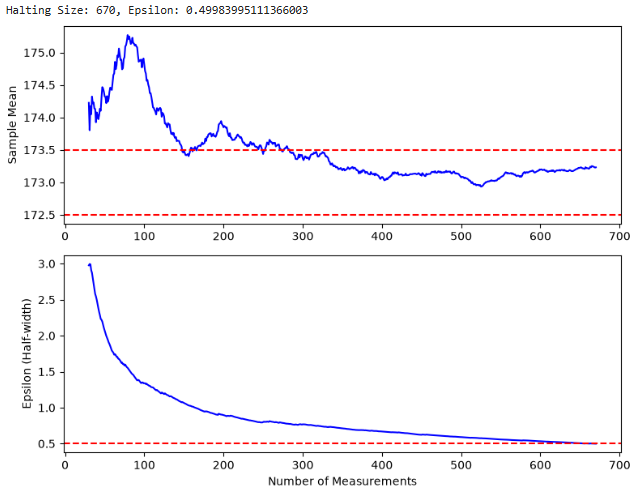 Halting Size: 670, Epsilon: 0.49983995111366003
175.0
174.5
174.0
173.5
173.0
172.5
Sample Mean
0 100 200 300 400 500 600 700
3.0
2.5
2.0
1.5
1.0
0.5
Epsilon (Half-width)
0 100 200 300 400 500 600 700
Number of Measurements